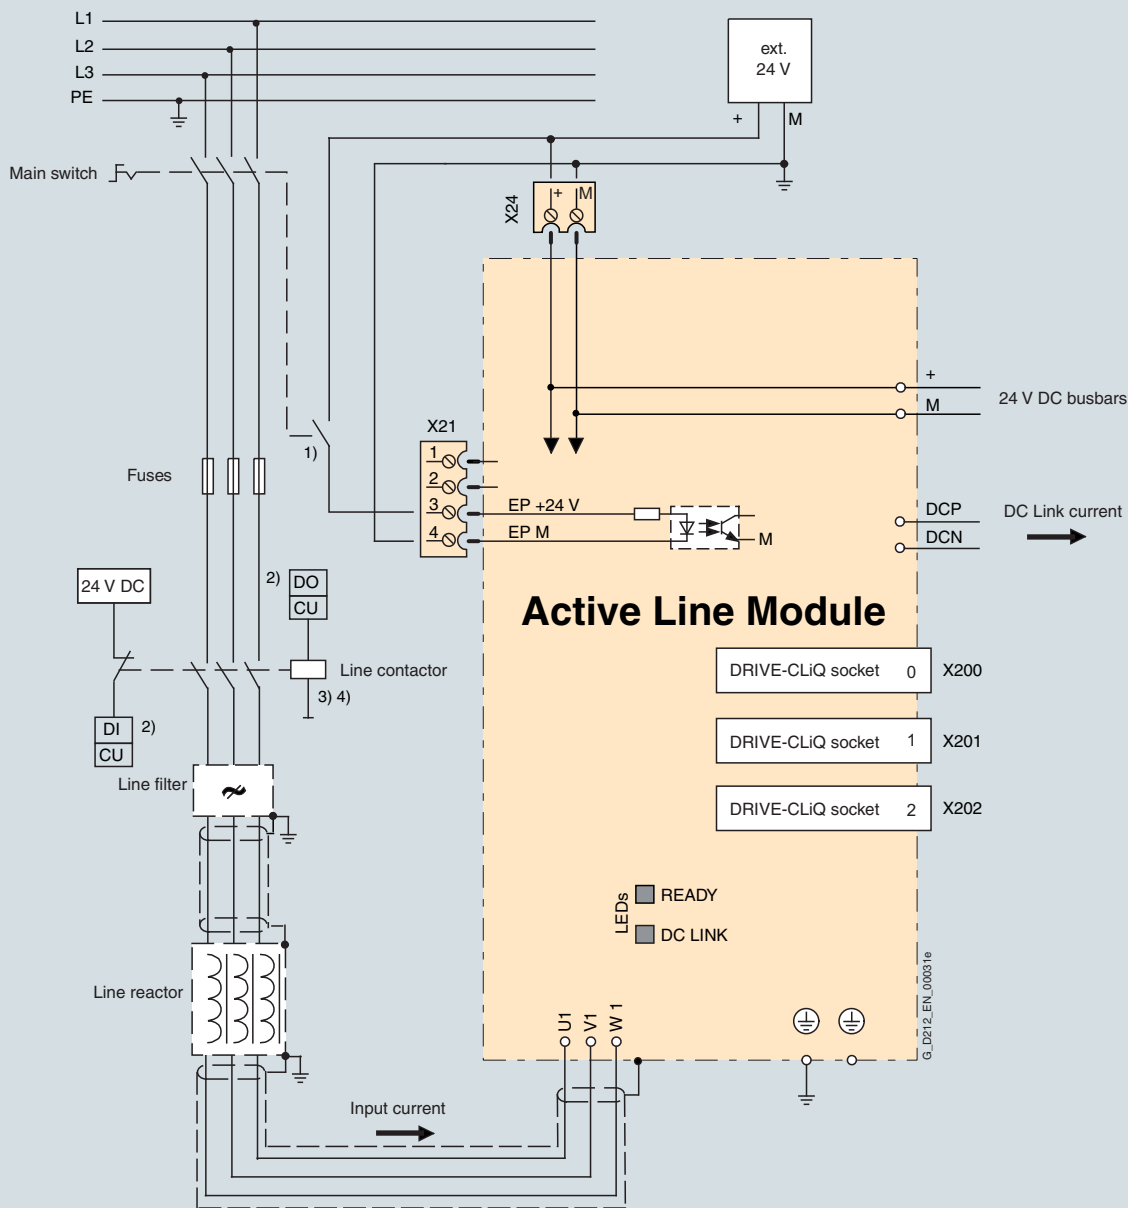 L1
L2
L3
PE
ext.
24 V
+
M
Main switch
X24
+
M
+
M
24 V DC busbars
1)
X21
1
2
3
4
EP +24 V
EP M
M
Fuses
DCP
DCN
DC Link current
24 V DC
2)
DO
CU
Active Line Module
Line contactor
3) 4)
DI
CU
2)
DRIVE-CLiQ socket 0
X200
DRIVE-CLiQ socket 1
X201
DRIVE-CLiQ socket 2
X202
Line filter
LEDs
READY
DC LINK
Line reactor
U1
V1
W 1
G_D212_EN_00031e
Input current